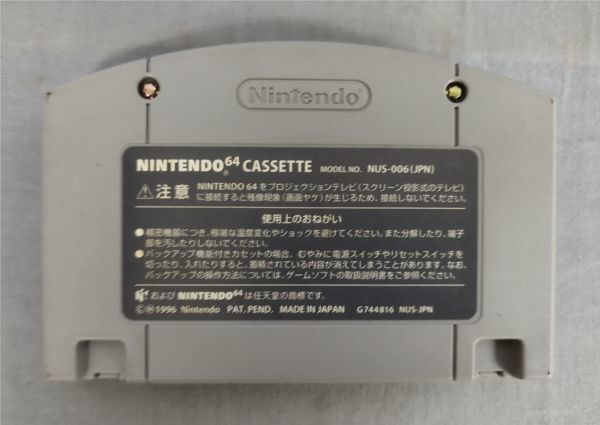 Nintendo®
NINTENDO64 CASSETTE MODEL NO. NUS-006(JPN)
⚠注意 NINTENDO 64をプロジェクションテレビ(スクリーン投影式のテレビ)
に接続すると残像現象(画面ヤケ)が生じるため、接続しないでください。
使用上のおねがい
●精密機器につき、極端な温度変化やショックを避けてください。また分解したり、端子
部を汚したりしないでください。
●バックアップ機能付きカセットの場合、むやみに電源スイッチやリセットスイッチを
切ったり、入れたりすると、蓄積されている内容が消えてしまうことがあります。なお、
バックアップの操作方法については、ゲームソフトの取扱説明書をご参照ください。
および NINTENDO64 は任天堂の商標です。
©Ⓟ1996 Nintendo PAT. PEND. MADE IN JAPAN G744816 NUS-JPN